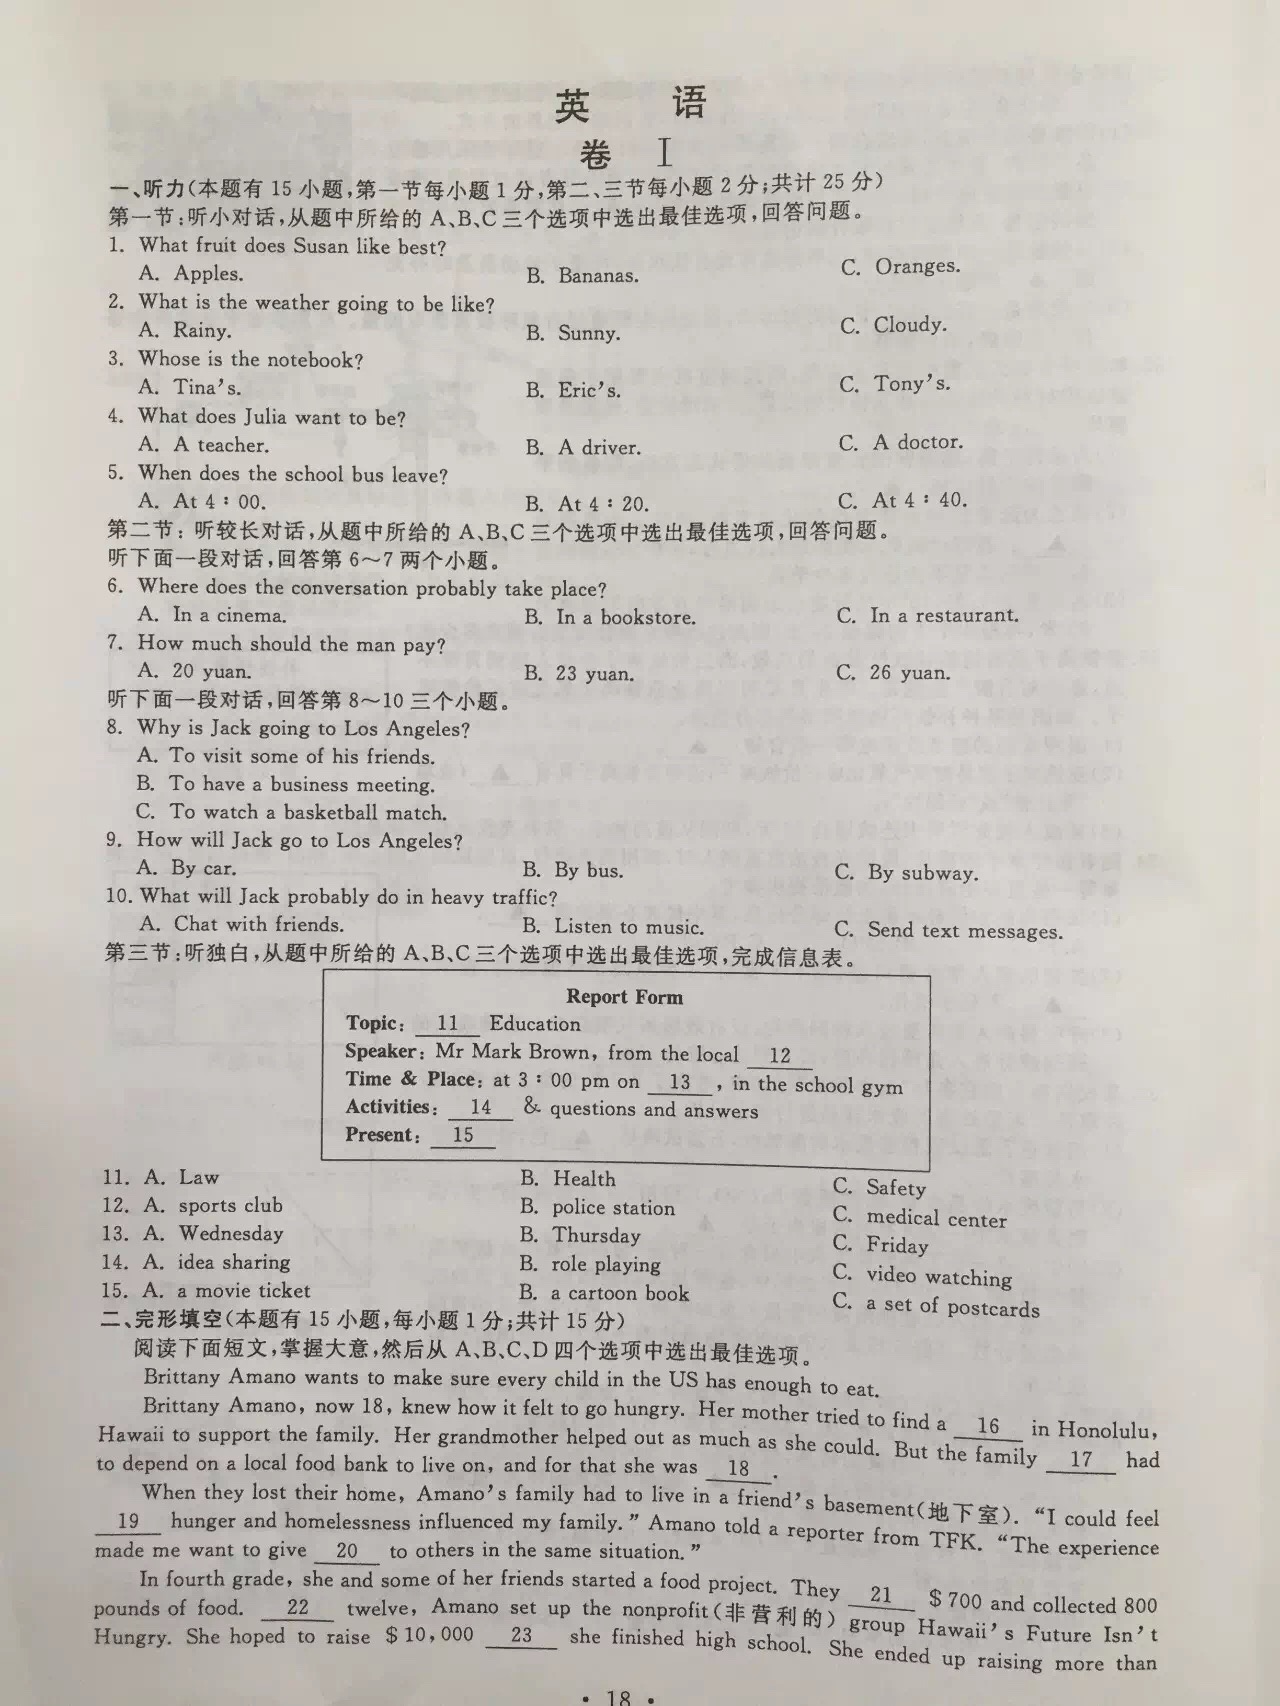 英 语
卷 Ⅰ
一、听力(本题有 15 小题,第一节每小题 1 分,第二、三节每小题 2 分;共计 25 分)
第一节:听小对话,从题中所给的 A、B、C 三个选项中选出最佳选项,回答问题。
1. What fruit does Susan like best?
A. Apples. B. Bananas. C. Oranges.
2. What is the weather going to be like?
A. Rainy. B. Sunny. C. Cloudy.
3. Whose is the notebook?
A. Tina's. B. Eric's. C. Tony's.
4. What does Julia want to be?
A. A teacher. B. A driver. C. A doctor.
5. When does the school bus leave?
A. At 4:00. B. At 4:20. C. At 4:40.
第二节: 听较长对话,从题中所给的 A、B、C 三个选项中选出最佳选项,回答问题。
听下面一段对话,回答第 6～7 两个小题。
6. Where does the conversation probably take place?
A. In a cinema. B. In a bookstore. C. In a restaurant.
7. How much should the man pay?
A. 20 yuan. B. 23 yuan. C. 26 yuan.
听下面一段对话,回答第 8～10 三个小题。
8. Why is Jack going to Los Angeles?
A. To visit some of his friends.
B. To have a business meeting.
C. To watch a basketball match.
9. How will Jack go to Los Angeles?
A. By car. B. By bus. C. By subway.
10. What will Jack probably do in heavy traffic?
A. Chat with friends. B. Listen to music. C. Send text messages.
第三节:听独白,从题中所给的 A、B、C 三个选项中选出最佳选项,完成信息表。
Report Form
Topic: 11 Education
Speaker: Mr Mark Brown, from the local 12
Time & Place: at 3:00 pm on 13 , in the school gym
Activities: 14 & questions and answers
Present: 15
11. A. Law B. Health C. Safety
12. A. sports club B. police station C. medical center
13. A. Wednesday B. Thursday C. Friday
14. A. idea sharing B. role playing C. video watching
15. A. a movie ticket B. a cartoon book C. a set of postcards
二、完形填空(本题有 15 小题,每小题 1 分;共计 15 分)
阅读下面短文,掌握大意,然后从 A、B、C、D 四个选项中选出最佳选项。
Brittany Amano wants to make sure every child in the US has enough to eat.
Brittany Amano, now 18, knew how it felt to go hungry. Her mother tried to find a 16 in Honolulu,
Hawaii to support the family. Her grandmother helped out as much as she could. But the family 17 had
to depend on a local food bank to live on, and for that she was 18 .
When they lost their home, Amano's family had to live in a friend's basement(地下室). "I could feel
19 hunger and homelessness influenced my family." Amano told a reporter from TFK. "The experience
made me want to give 20 to others in the same situation."
In fourth grade, she and some of her friends started a food project. They 21 $700 and collected 800
pounds of food. 22 twelve, Amano set up the nonprofit(非营利的) group Hawaii's Future Isn't
Hungry. She hoped to raise $10,000 23 she finished high school. She ended up raising more than
• 18 •